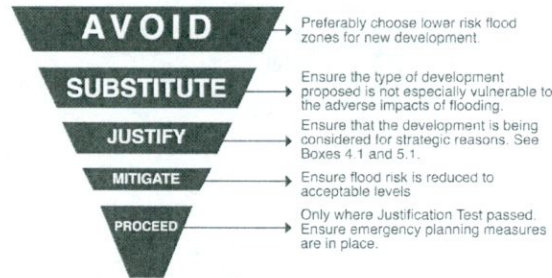 AVOID
Preferably choose lower risk flood
zones for new development.
SUBSTITUTE
Ensure the type of development
proposed is not especially vulnerable to
the adverse impacts of flooding.
JUSTIFY
Ensure that the development is being
considered for strategic reasons. See
Boxes 4.1 and 5.1.
MITIGATE
Ensure flood risk is reduced to
acceptable levels
PROCEED
Only where Justification Test passed.
Ensure emergency planning measures
are in place.